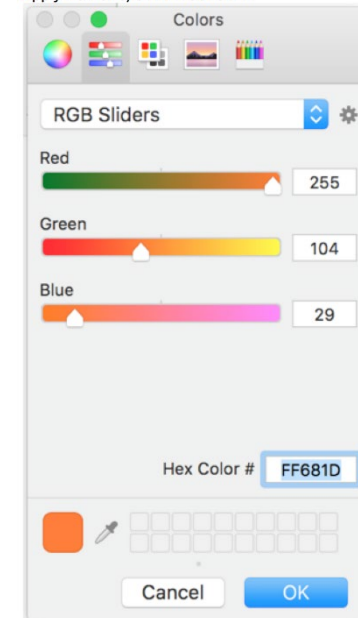 Colors
RGB Sliders
Red
255
Green
104
Blue
29
Hex Color # FF681D
Cancel OK